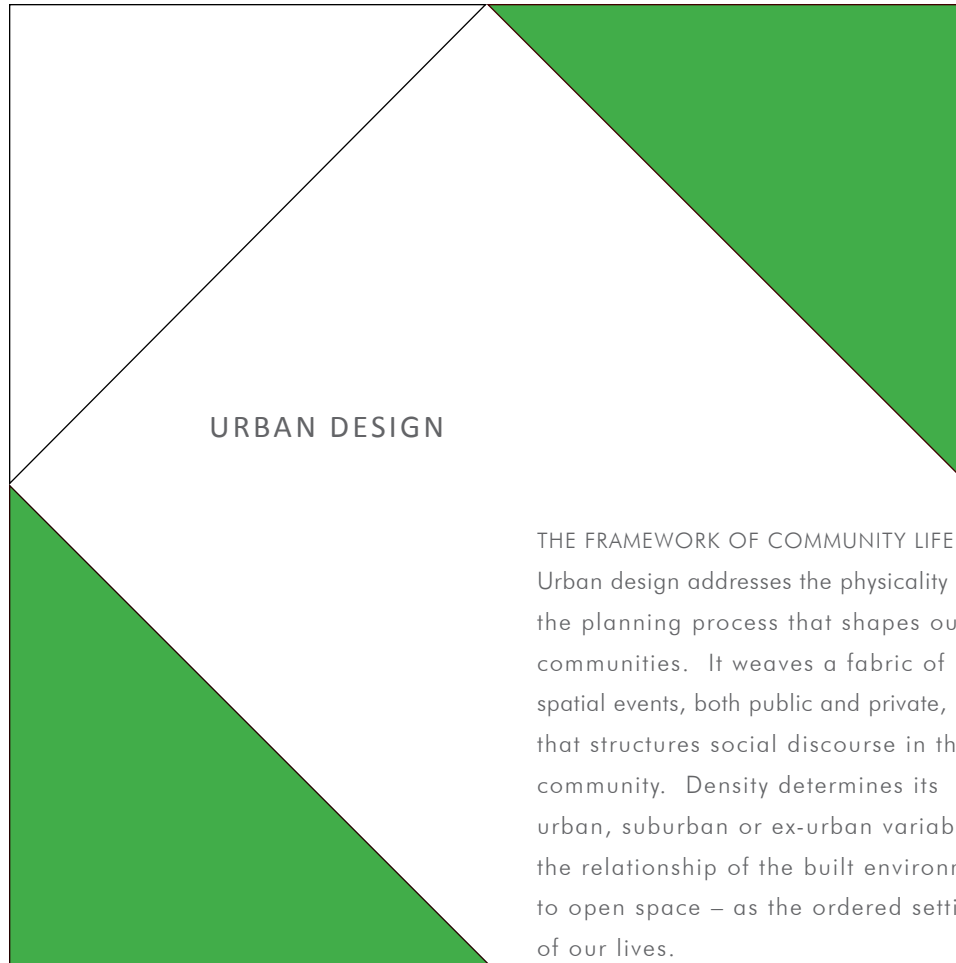 URBAN DESIGN
THE FRAMEWORK OF COMMUNITY LIFE
Urban design addresses the physicality
the planning process that shapes
communities.  It weaves a fabric of
spatial events, both public and private,
that structures social discourse in
community.  Density determines its
urban, suburban or ex-urban
the relationship of the built
to open space – as the ordered
of our lives.